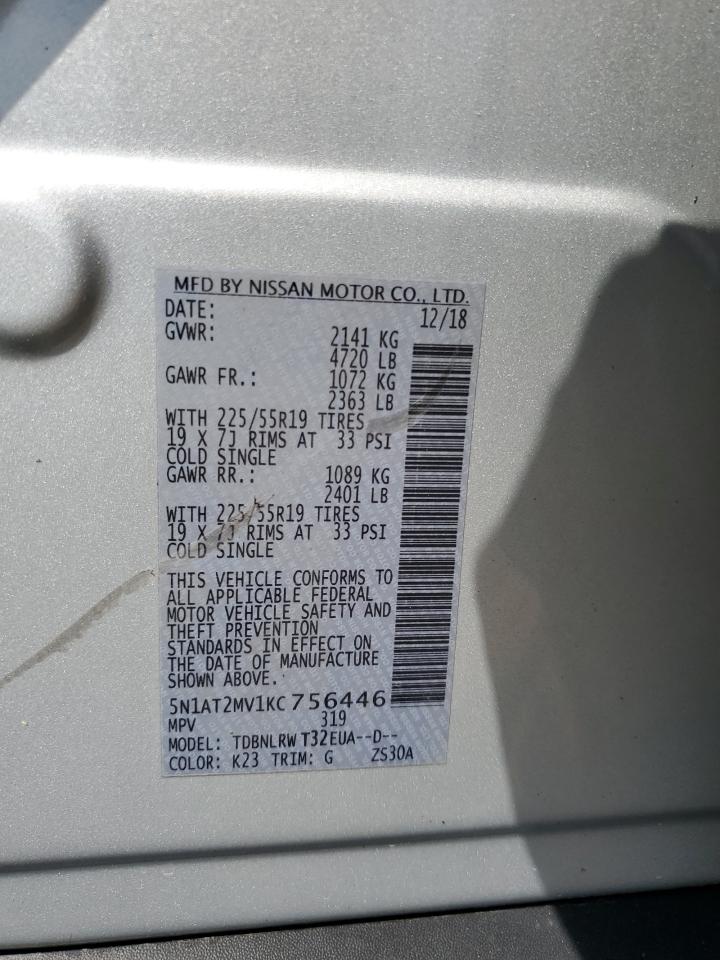 MFD BY NISSAN MOTOR CO., LTD.
DATE: 12/18
GVWR: 2141 KG
4720 LB
GAWR FR.: 1072 KG
2363 LB
WITH 225/55R19 TIRES
19 X 7J RIMS AT 33 PSI
COLD SINGLE
GAWR RR.: 1089 KG
2401 LB
WITH 225/55R19 TIRES
19 X 7J RIMS AT 33 PSI
COLD SINGLE
THIS VEHICLE CONFORMS TO
ALL APPLICABLE FEDERAL
MOTOR VEHICLE SAFETY AND
THEFT PREVENTION
STANDARDS IN EFFECT ON
THE DATE OF MANUFACTURE
SHOWN ABOVE.
5N1AT2MV1KC756446
MPV 319
MODEL: TDBNLRWT32EUA--D--
COLOR: K23 TRIM: G ZS30A